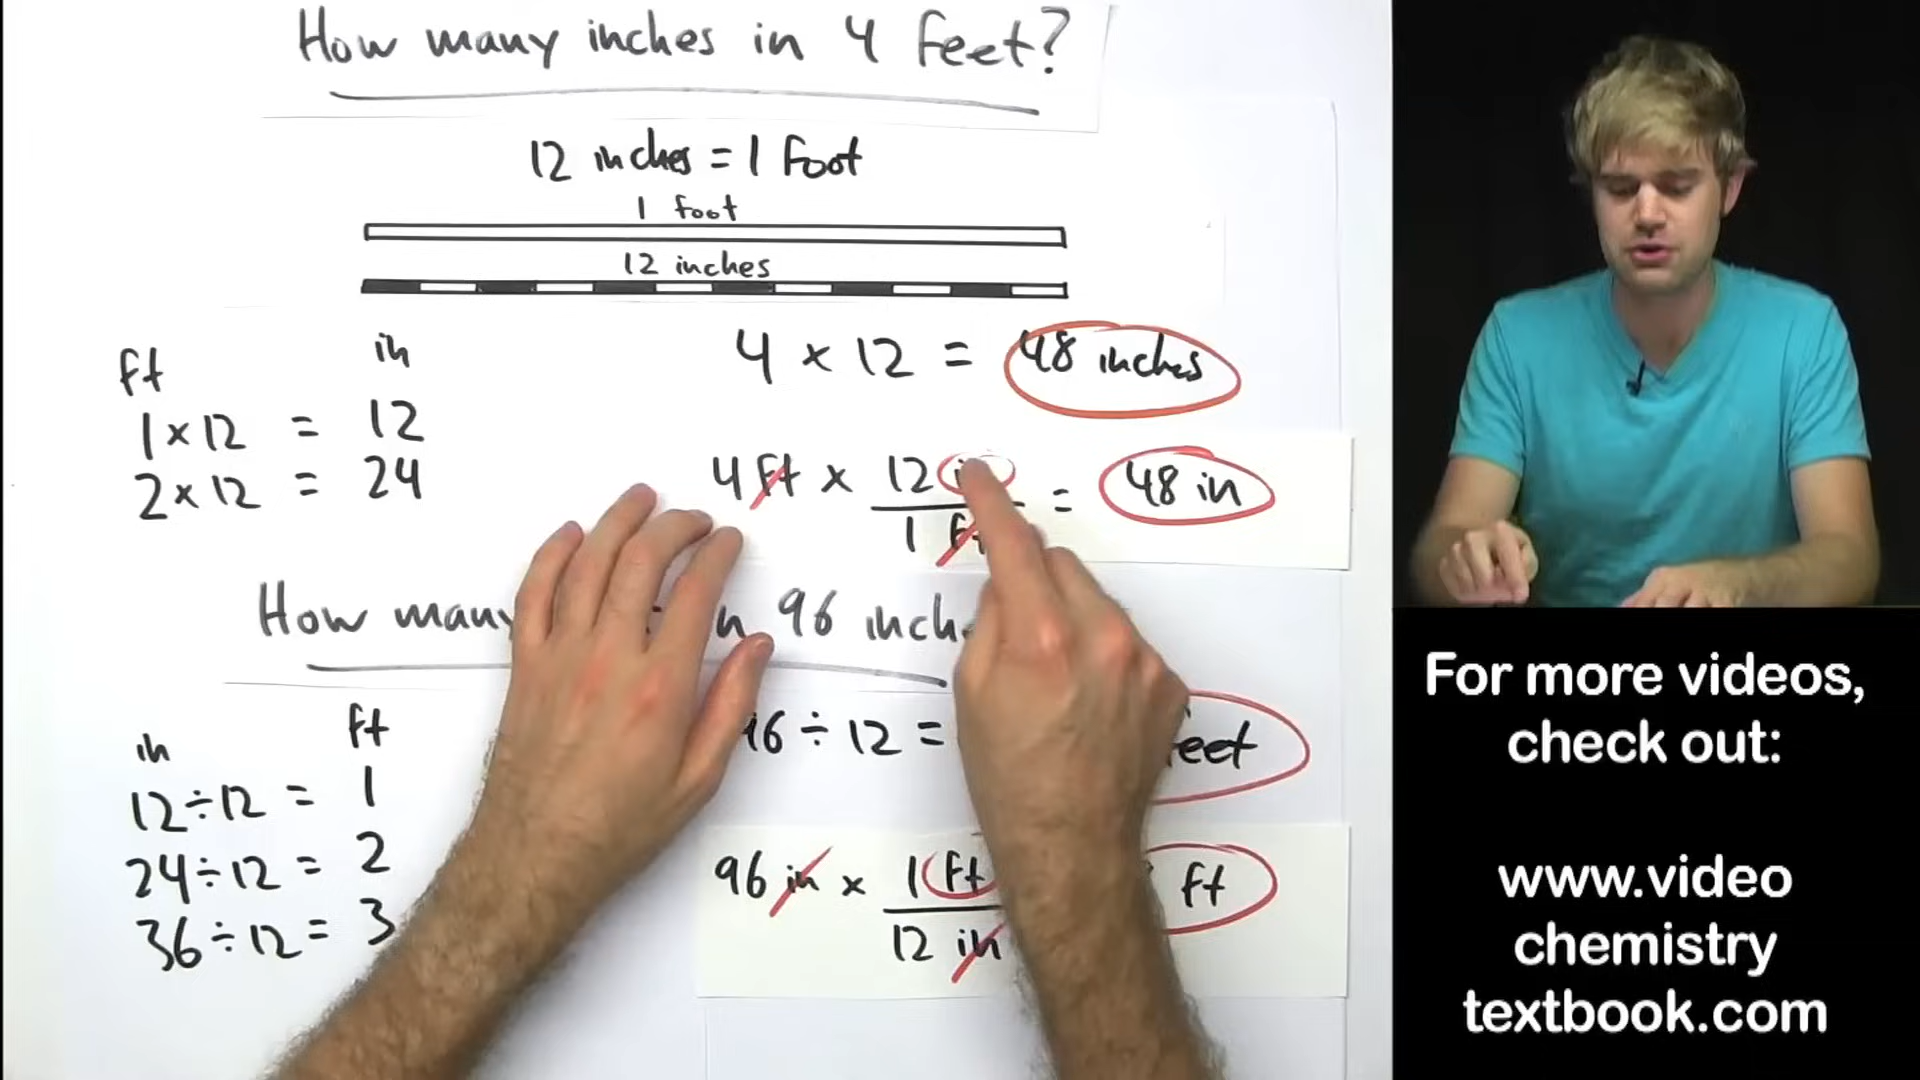 How many inches in 4 feet?
12 inches = 1 Foot
1 foot
12 inches
ft in
1 × 12 = 12
2 × 12 = 24
4 × 12 = 48 inches
4 ft × 12 in = 48 in
1 ft
How many in 96
in ft
12 ÷ 12 = 1
24 ÷ 12 = 2
36 ÷ 12 = 3
÷ 12 =
96 in × 1 ft ft
12 in
For more videos,
check out:
www.video
chemistry
textbook.com